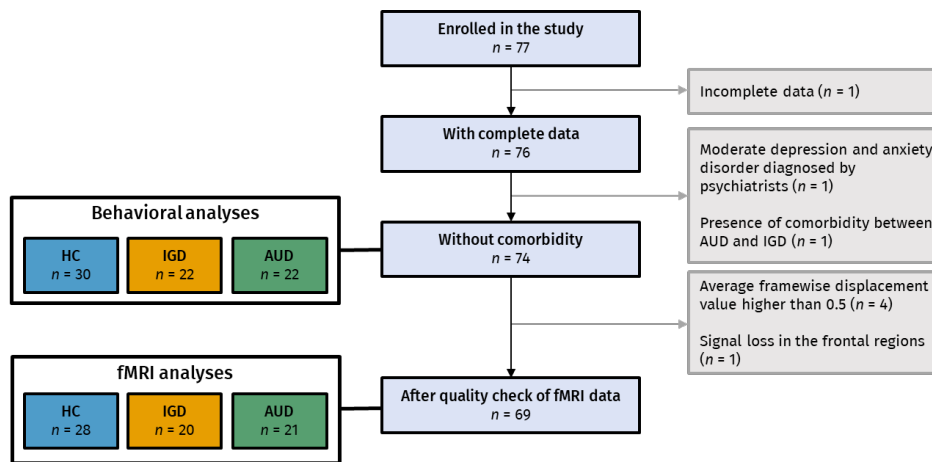 Enrolled in the study
n = 77
Incomplete data (n = 1)
With complete data
n = 76
Moderate depression and anxiety
disorder diagnosed by
psychiatrists (n = 1)
Presence of comorbidity between
AUD and IGD (n = 1)
Behavioral analyses
HC
n = 30
IGD
n = 22
AUD
n = 22
Without comorbidity
n = 74
Average framewise displacement
value higher than 0.5 (n = 4)
Signal loss in the frontal regions
(n = 1)
fMRI analyses
HC
n = 28
IGD
n = 20
AUD
n = 21
After quality check of fMRI data
n = 69